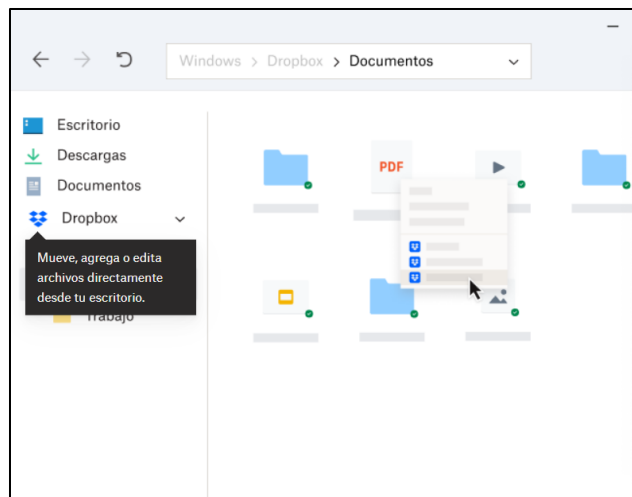 Windows > Dropbox > Documentos
Escritorio
Descargas
Documentos
Dropbox
Mueve, agrega o edita
archivos directamente
desde tu escritorio.
Trabajo
PDF